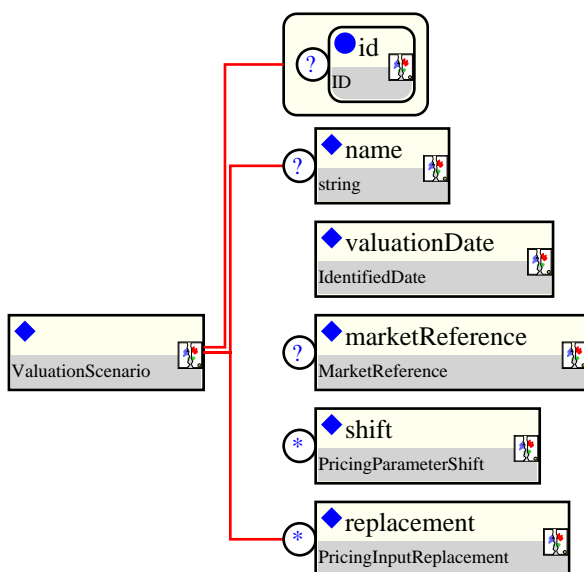 ?
id
ID
?
name
string
valuationDate
IdentifiedDate
ValuationScenario
?
marketReference
MarketReference
*
shift
PricingParameterShift
*
replacement
PricingInputReplacement